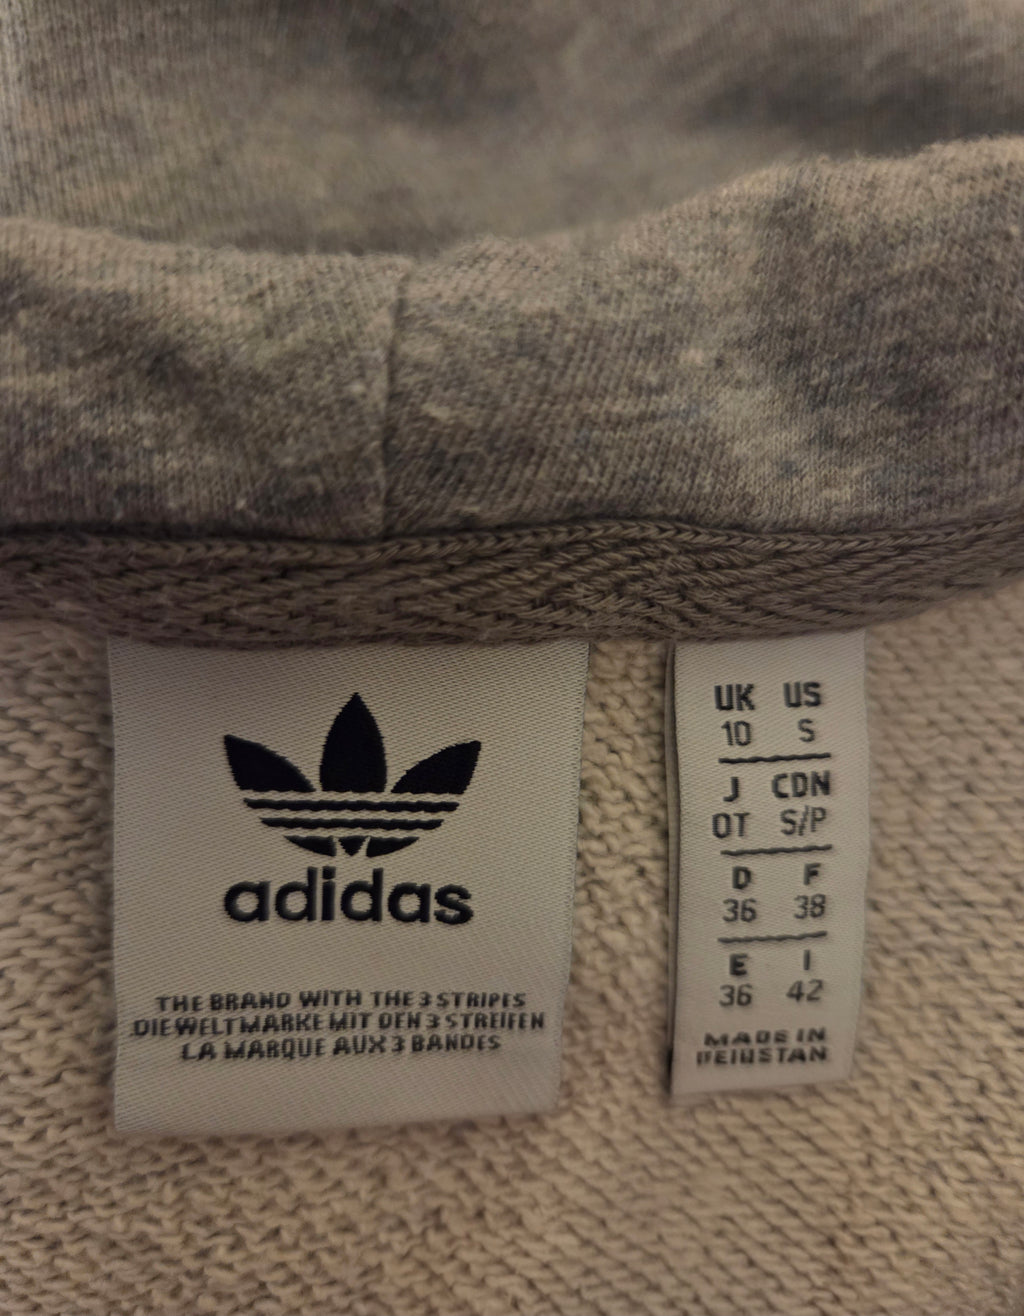 adidas
THE BRAND WITH THE 3 STRIPES
DIE WELTMARKE MIT DEN 3 STREIFEN
LA MARQUE AUX 3 BANDES
UK US
10 S
J CDN
OT S/P
D F
36 38
E I
36 42
MADE IN